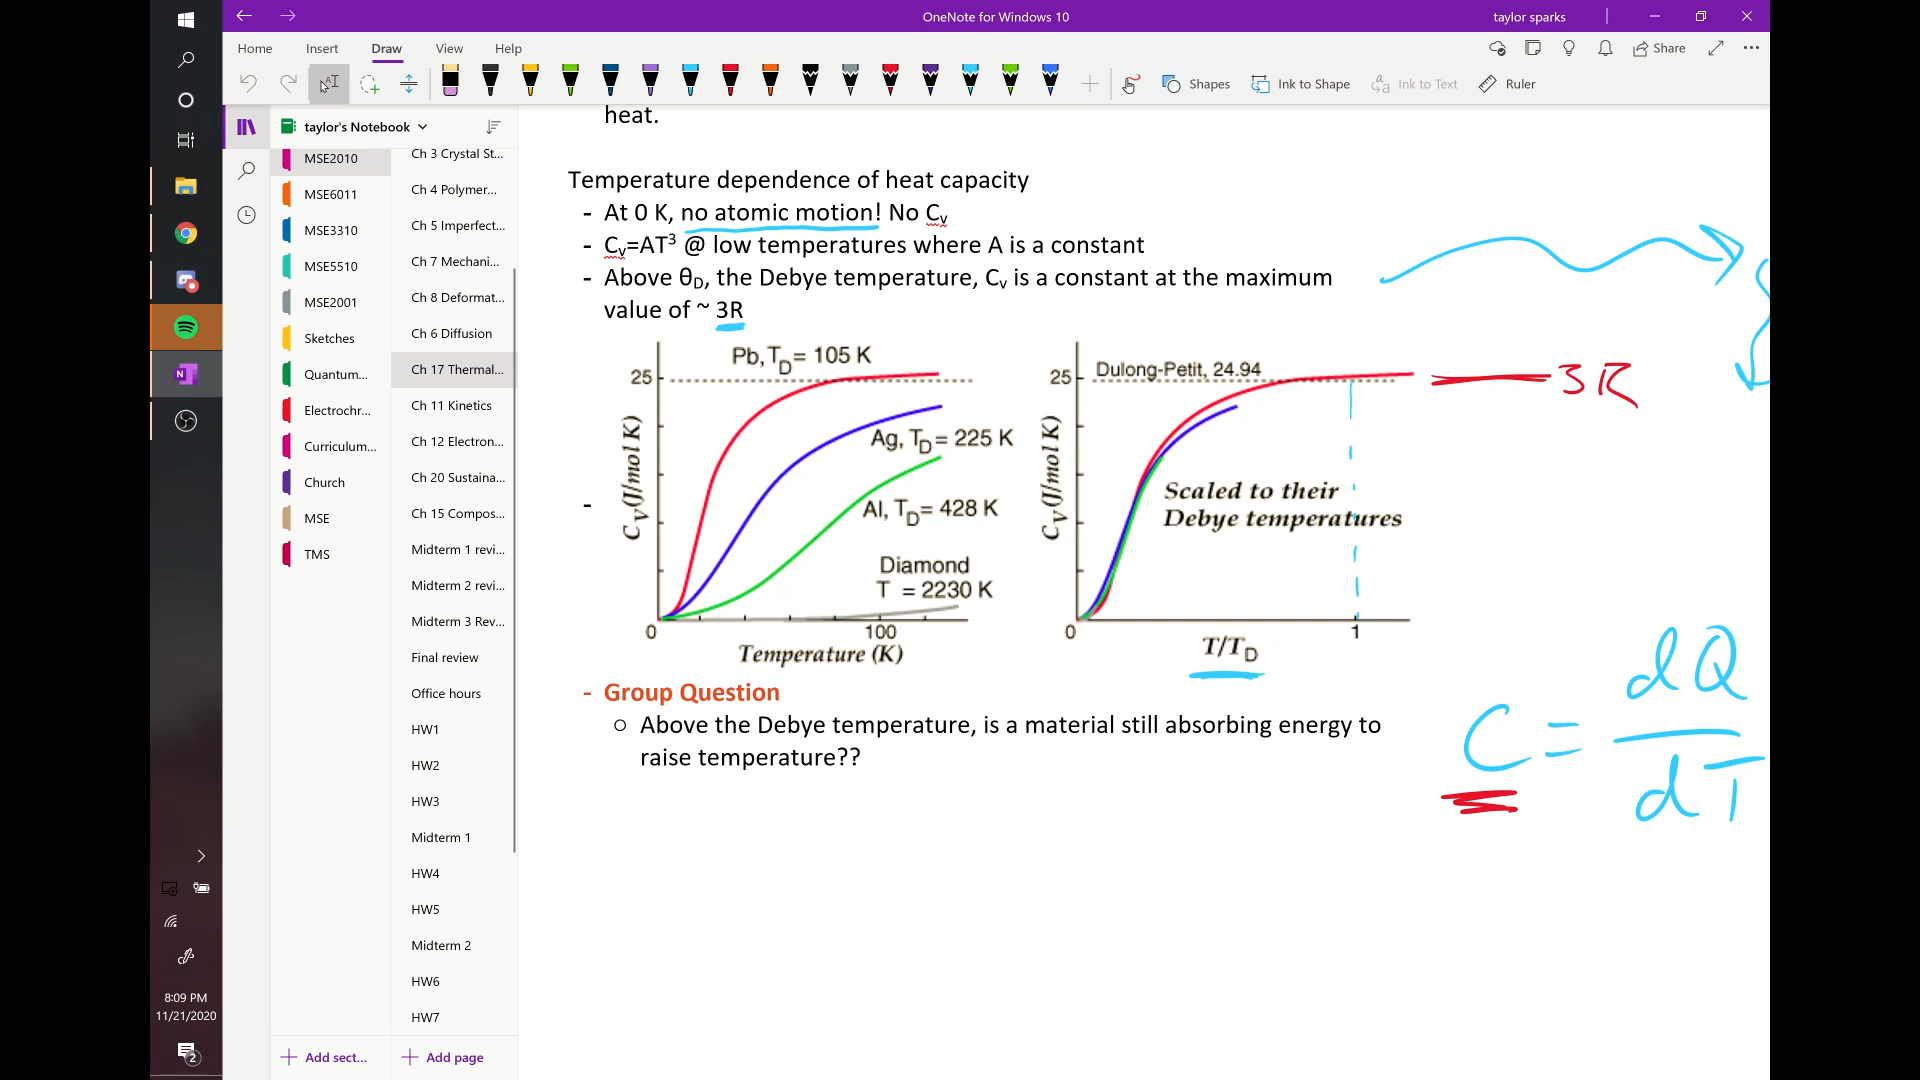 OneNote for Windows 10
taylor sparks
Home Insert Draw View Help
Share
Shapes
Ink to Shape
Ink to Text
Ruler
taylor's Notebook
MSE2010
MSE6011
MSE3310
MSE5510
MSE2001
Sketches
Quantum...
Electrochr...
Curriculum...
Church
MSE
TMS
Add sect...
Ch 3 Crystal St...
Ch 4 Polymer...
Ch 5 Imperfect...
Ch 7 Mechani...
Ch 8 Deformat...
Ch 6 Diffusion
Ch 17 Thermal...
Ch 11 Kinetics
Ch 12 Electron...
Ch 20 Sustaina...
Ch 15 Compos...
Midterm 1 revi...
Midterm 2 revi...
Midterm 3 Rev...
Final review
Office hours
HW1
HW2
HW3
Midterm 1
HW4
HW5
Midterm 2
HW6
HW7
Add page
heat.
Temperature dependence of heat capacity
- At 0 K, no atomic motion! No Cᵥ
- Cᵥ=AT³ @ low temperatures where A is a constant
- Above θD, the Debye temperature, Cᵥ is a constant at the maximum
value of ~ 3R
-
Pb, TD= 105 K
25
Ag, TD= 225 K
Al, TD= 428 K
Diamond
T = 2230 K
CV (J/mol K)
0 100
Temperature (K)
Dulong-Petit, 24.94
25
3R
CV (J/mol K)
Scaled to their
Debye temperatures
0 1
T/TD
- Group Question
○ Above the Debye temperature, is a material still absorbing energy to
raise temperature??
C = dQ
dT
8:09 PM
11/21/2020
2